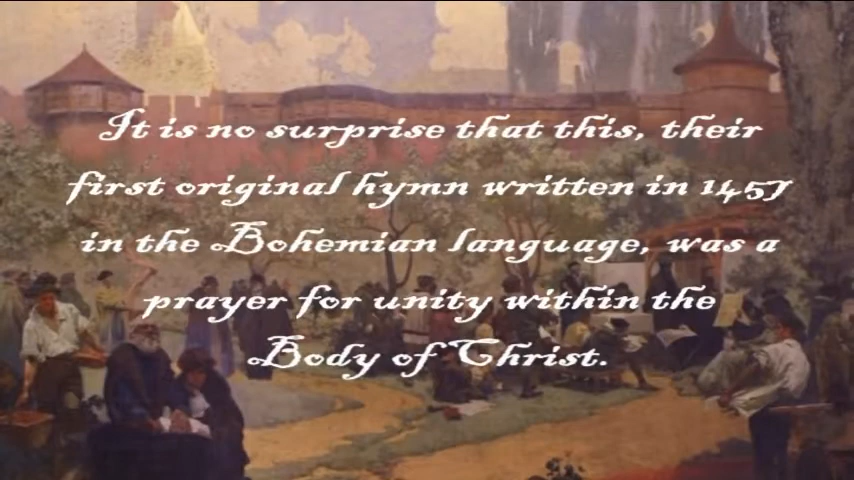 It is no surprise that this, their
first original hymn written in 1457
in the Bohemian language, was a
prayer for unity within the
Body of Christ.